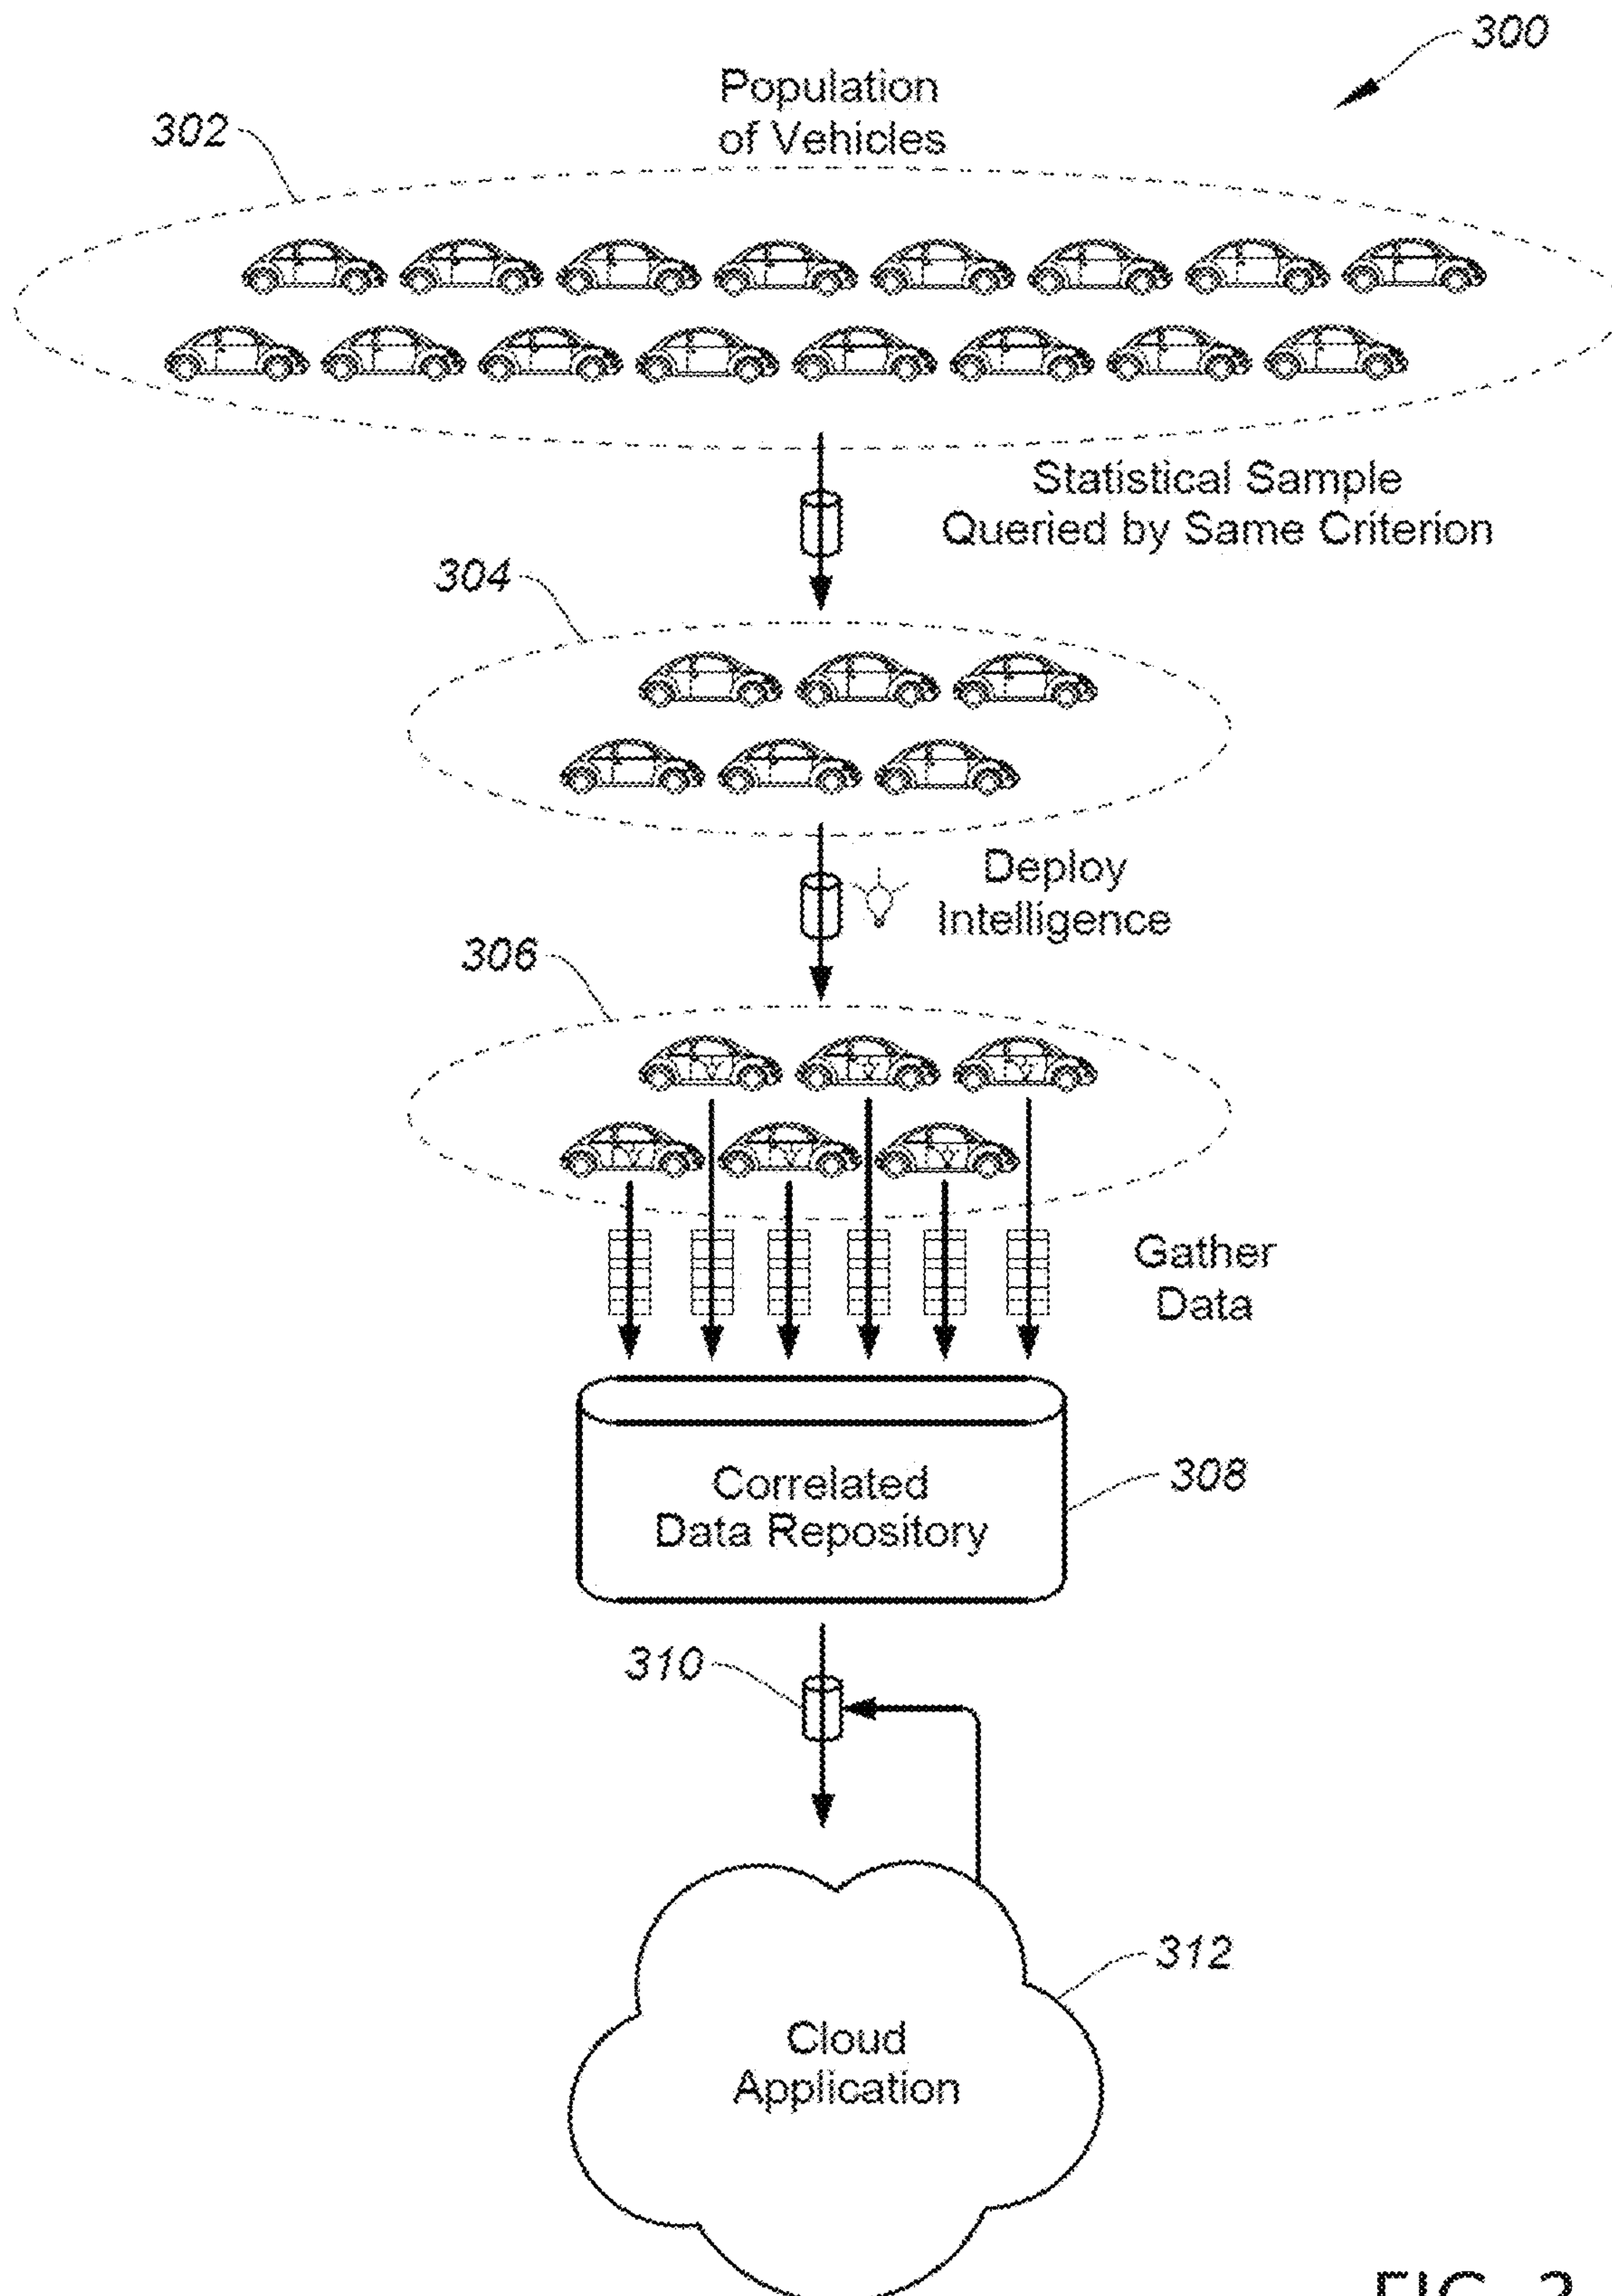 300
Population
of Vehicles
302
Statistical Sample
Queried by Same Criterion
304
Deploy
Intelligence
306
Gather
Data
Correlated
Data Repository
308
310
312
Cloud
Application
FIG.